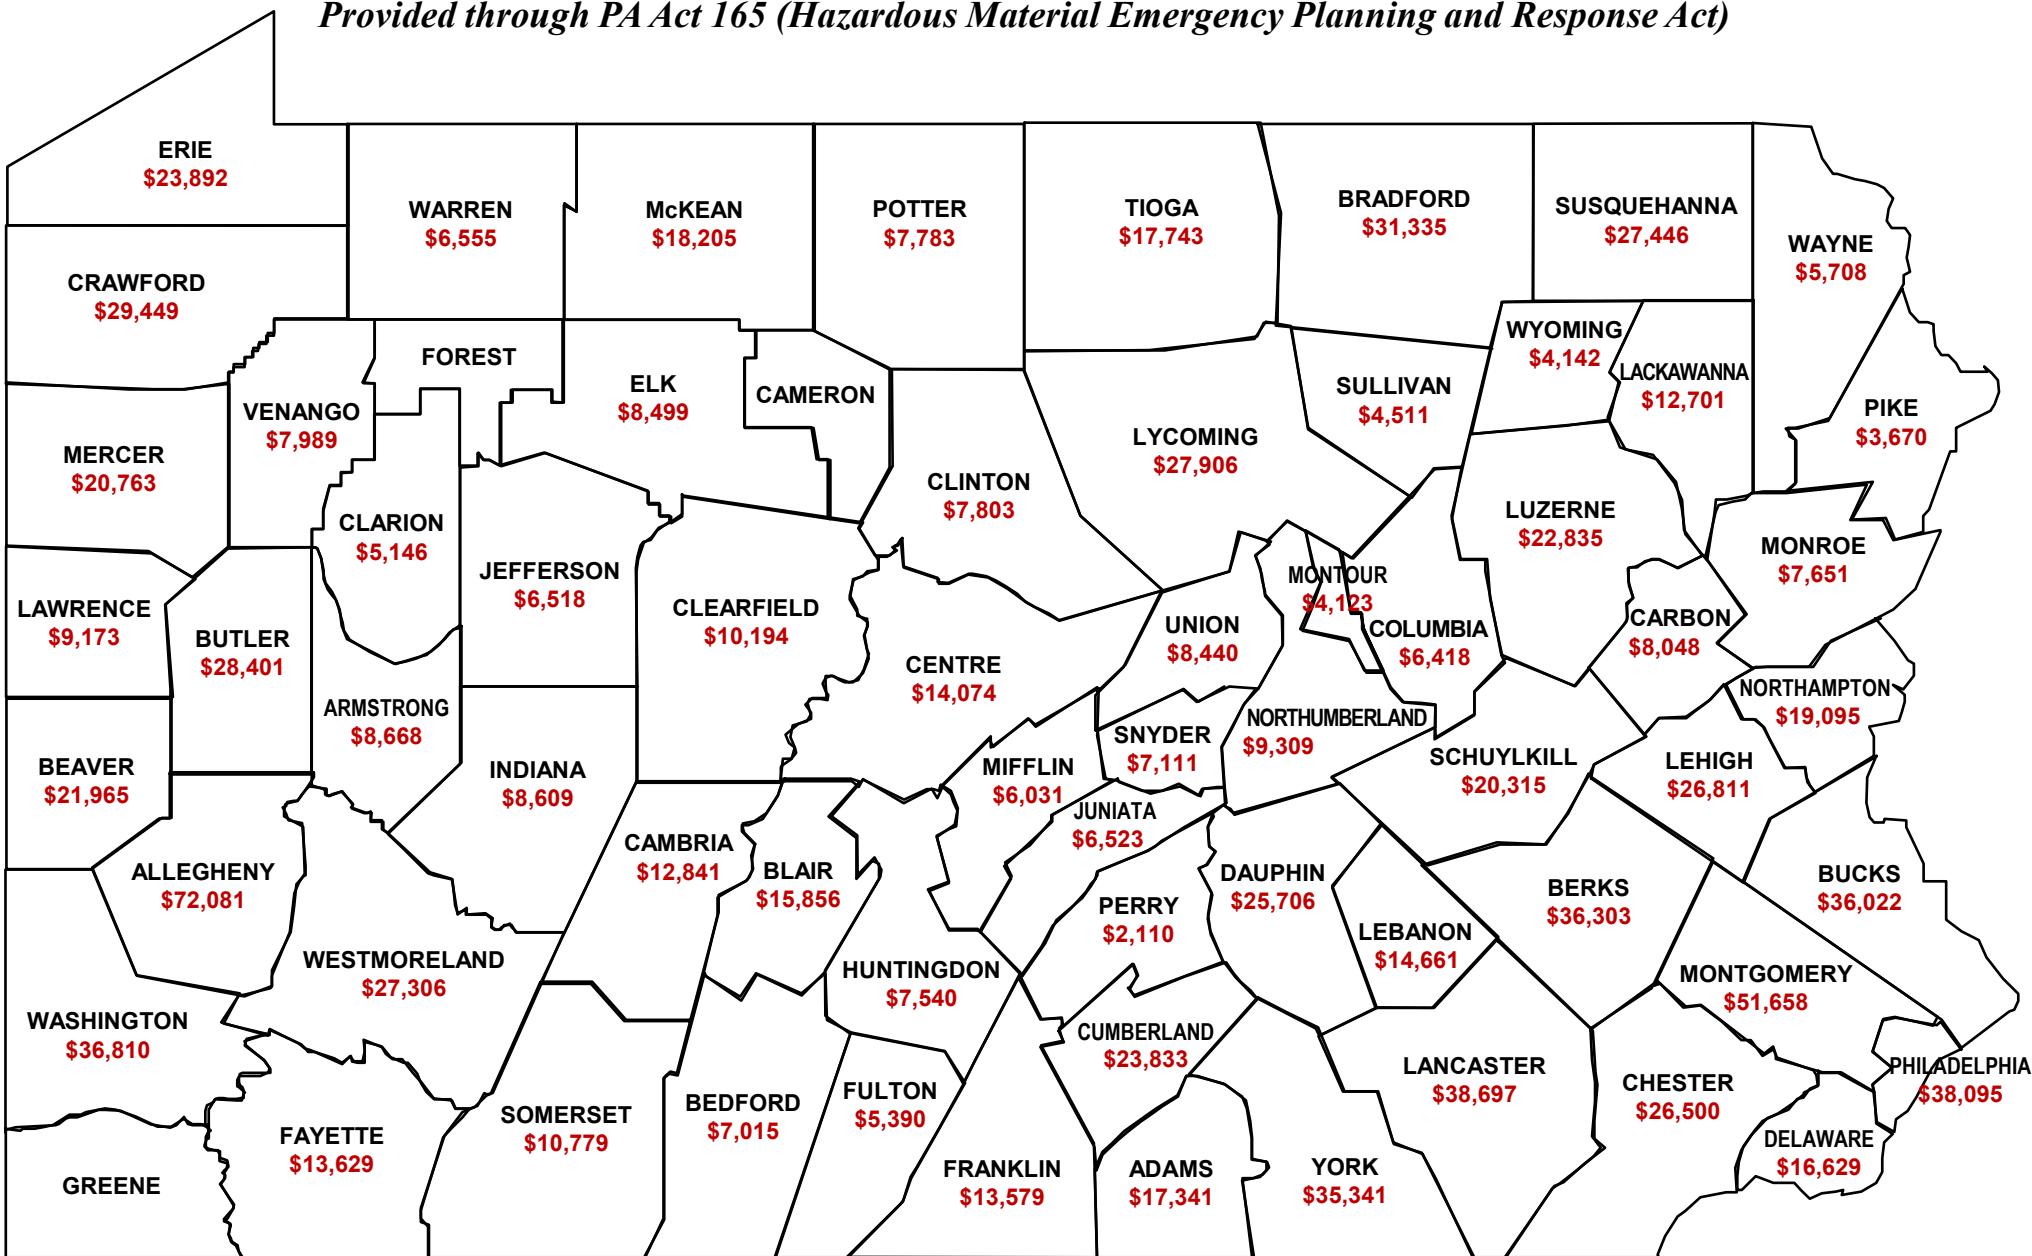 Provided through PA Act 165 (Hazardous Material Emergency Planning and Response Act)
ERIE
$23,892
WARREN
$6,555
McKEAN
$18,205
POTTER
$7,783
TIOGA
$17,743
BRADFORD
$31,335
SUSQUEHANNA
$27,446
WAYNE
$5,708
CRAWFORD
$29,449
FOREST
ELK
$8,499
CAMERON
WYOMING
$4,142
LACKAWANNA
$12,701
SULLIVAN
$4,511
PIKE
$3,670
VENANGO
$7,989
MERCER
$20,763
LYCOMING
$27,906
CLINTON
$7,803
CLARION
$5,146
LUZERNE
$22,835
MONROE
$7,651
JEFFERSON
$6,518
MONTOUR
$4,123
LAWRENCE
$9,173
BUTLER
$28,401
CLEARFIELD
$10,194
CENTRE
$14,074
UNION
$8,440
COLUMBIA
$6,418
CARBON
$8,048
NORTHAMPTON
$19,095
ARMSTRONG
$8,668
NORTHUMBERLAND
$9,309
SNYDER
$7,111
BEAVER
$21,965
INDIANA
$8,609
MIFFLIN
$6,031
SCHUYLKILL
$20,315
LEHIGH
$26,811
JUNIATA
$6,523
CAMBRIA
$12,841
ALLEGHENY
$72,081
BLAIR
$15,856
DAUPHIN
$25,706
BERKS
$36,303
BUCKS
$36,022
PERRY
$2,110
LEBANON
$14,661
WESTMORELAND
$27,306
HUNTINGDON
$7,540
MONTGOMERY
$51,658
WASHINGTON
$36,810
CUMBERLAND
$23,833
LANCASTER
$38,697
PHILADELPHIA
$38,095
CHESTER
$26,500
FULTON
$5,390
BEDFORD
$7,015
SOMERSET
$10,779
FAYETTE
$13,629
DELAWARE
$16,629
GREENE
FRANKLIN
$13,579
ADAMS
$17,341
YORK
$35,341